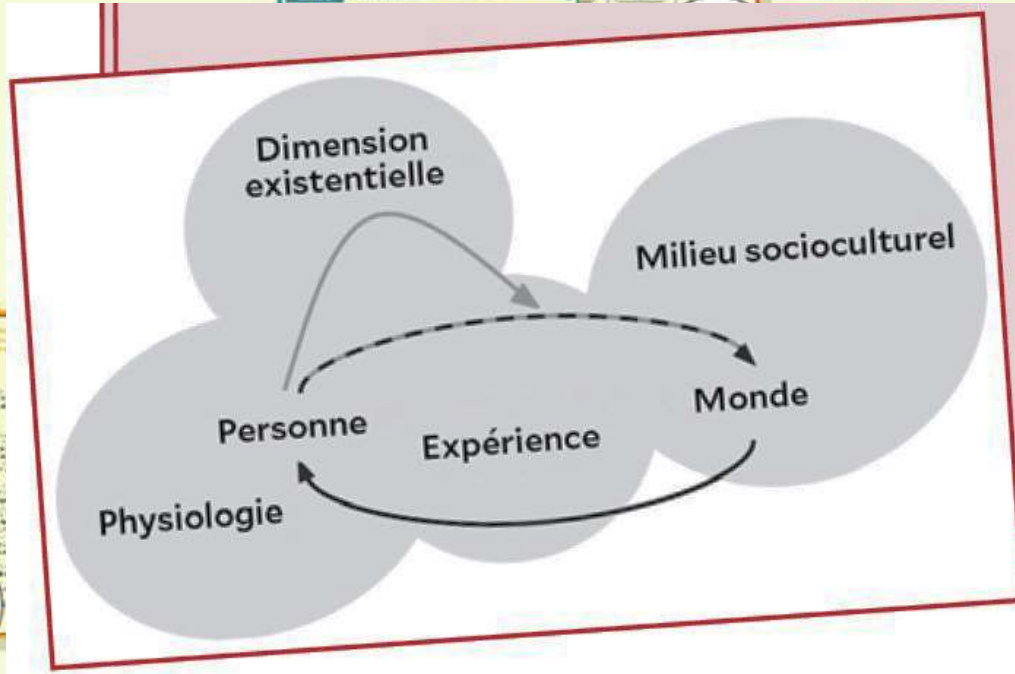 Dimension
existentielle
Milieu socioculturel
Personne
Expérience
Monde
Physiologie